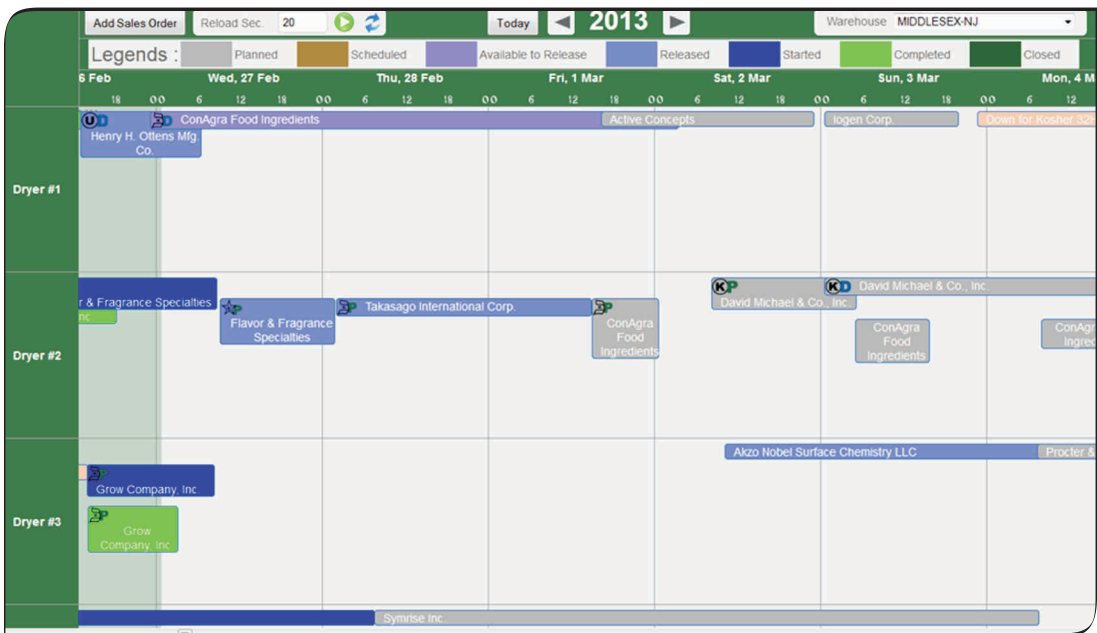 Add Sales Order Reload Sec. 20 Today 2013 Warehouse MIDDLESEX-NJ
Legends : Planned Scheduled Available to Release Released Started Completed Closed
6 Feb Wed, 27 Feb Thu, 28 Feb Fri, 1 Mar Sat, 2 Mar Sun, 3 Mar Mon, 4 M
18 00 6 12 18 00 6 12 18 00 6 12 18 00 6 12 18 00 6 12 18 00 6 12
Dryer #1
UD
Henry H. Ottens Mfg.
Co.
D ConAgra Food Ingredients
Active Concepts
Iogen Corp.
Down for Kosher 32H
Dryer #2
r & Fragrance Specialties
nc
P
Flavor & Fragrance
Specialties
P Takasago International Corp.
P
ConAgra
Food
Ingredients
KP
David Michael & Co., Inc.
KD David Michael & Co., Inc.
ConAgra
Food
Ingredients
ConAgr
Ingred
Dryer #3
P
Grow Company, Inc
P
Grow
Company, Inc
Akzo Nobel Surface Chemistry LLC
Procter &
Symrise Inc